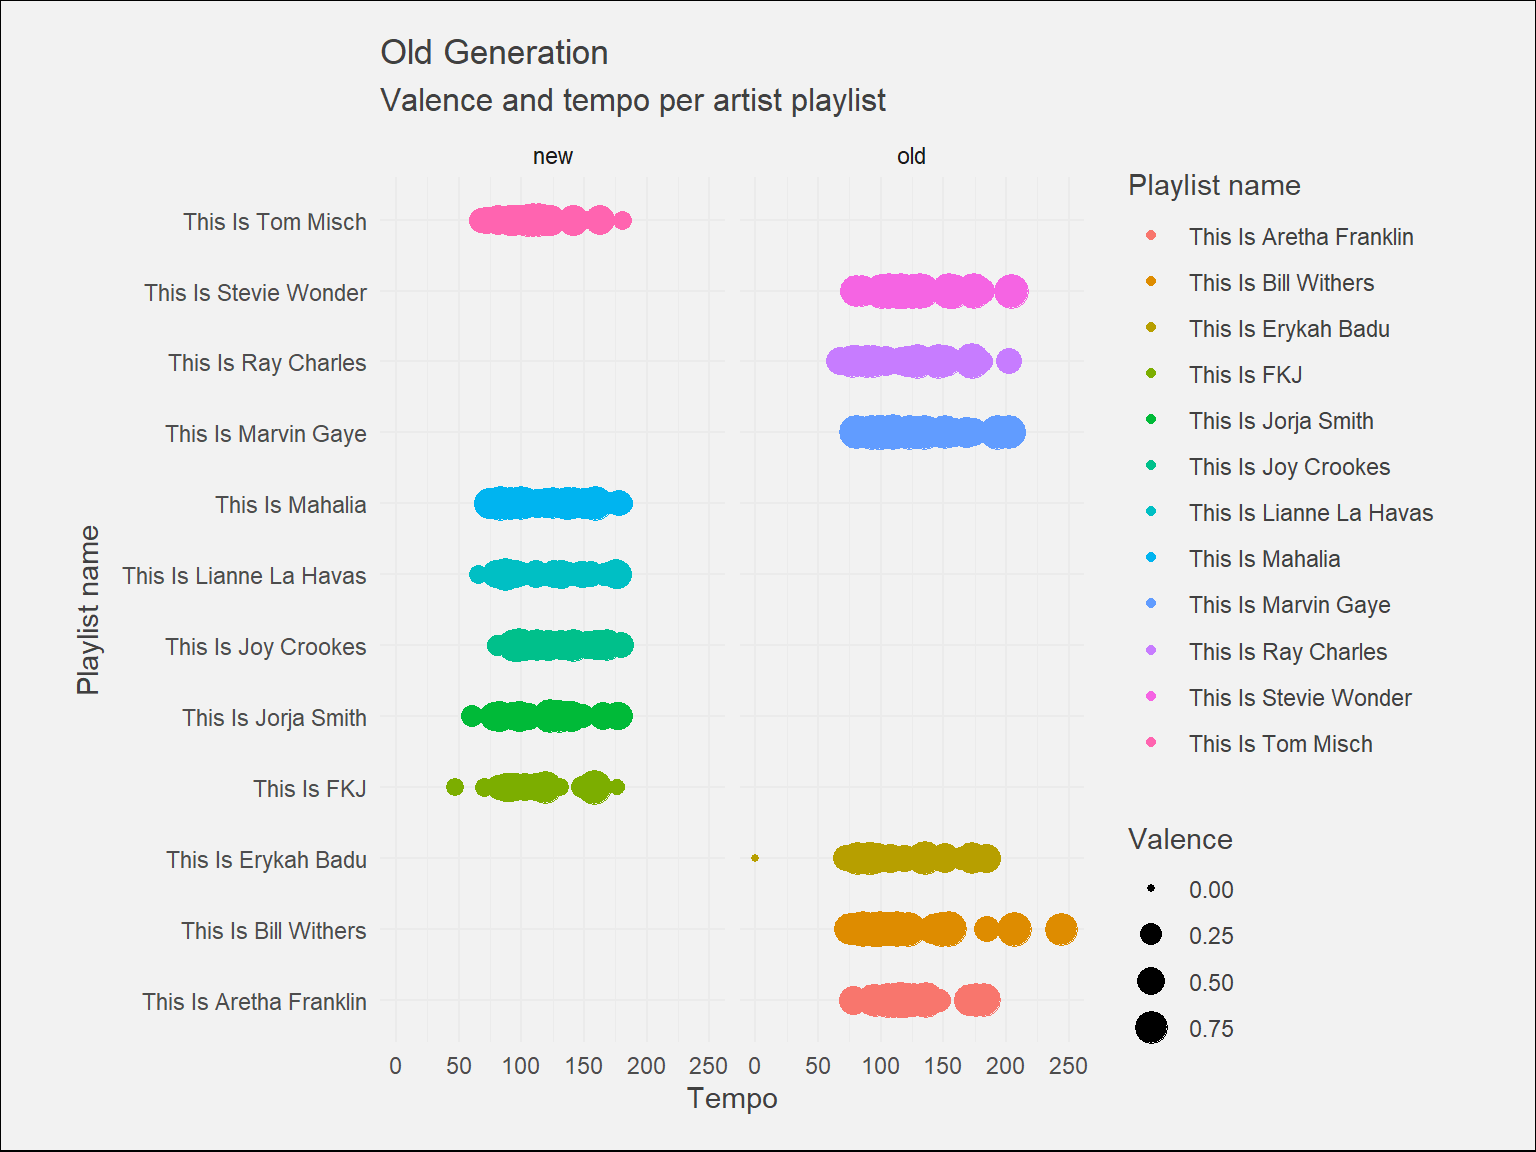 Old Generation
Valence and tempo per artist playlist
new
old
This Is Tom Misch
This Is Stevie Wonder
This Is Ray Charles
This Is Marvin Gaye
This Is Mahalia
This Is Lianne La Havas
This Is Joy Crookes
This Is Jorja Smith
This Is FKJ
This Is Erykah Badu
This Is Bill Withers
This Is Aretha Franklin
Playlist name
0 50 100 150 200 250 0 50 100 150 200 250
Tempo
Playlist name
This Is Aretha Franklin
This Is Bill Withers
This Is Erykah Badu
This Is FKJ
This Is Jorja Smith
This Is Joy Crookes
This Is Lianne La Havas
This Is Mahalia
This Is Marvin Gaye
This Is Ray Charles
This Is Stevie Wonder
This Is Tom Misch
Valence
0.00
0.25
0.50
0.75